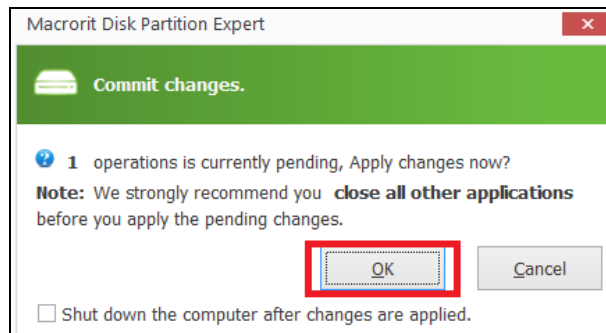 Macrorit Disk Partition Expert
Commit changes.
1 operations is currently pending, Apply changes now?
Note: We strongly recommend you close all other applications
before you apply the pending changes.
OK
Cancel
Shut down the computer after changes are applied.